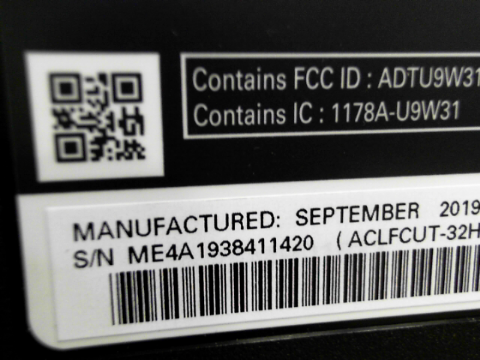 Contains FCC ID : ADTU9W31
Contains IC : 1178A-U9W31
MANUFACTURED: SEPTEMBER 2019
S/N ME4A1938411420 (ACLFCUT-32H